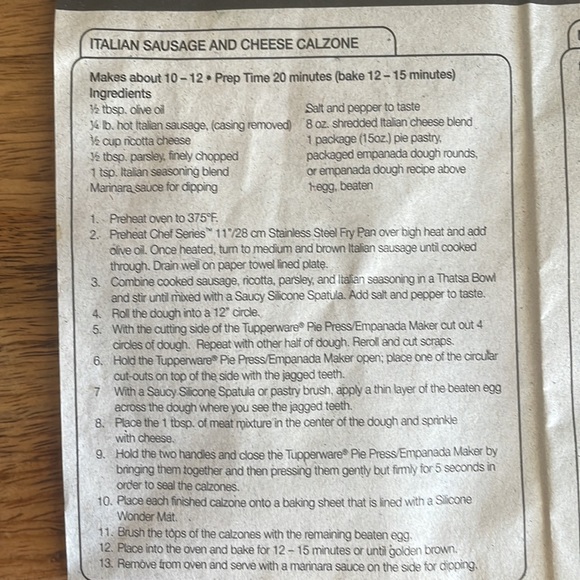 ITALIAN SAUSAGE AND CHEESE CALZONE
Makes about 10 – 12 • Prep Time 20 minutes (bake 12 – 15 minutes)
Ingredients
½ tbsp. olive oil
¼ lb. hot Italian sausage, (casing removed)
½ cup ricotta cheese
½ tbsp. parsley, finely chopped
1 tsp. Italian seasoning blend
Marinara sauce for dipping
Salt and pepper to taste
8 oz. shredded Italian cheese blend
1 package (15oz.) pie pastry,
packaged empanada dough rounds,
or empanada dough recipe above
1 egg, beaten
1. Preheat oven to 375°F.
2. Preheat Chef Series™ 11"/28 cm Stainless Steel Fry Pan over high heat and add
olive oil. Once heated, turn to medium and brown Italian sausage until cooked
through. Drain well on paper towel lined plate.
3. Combine cooked sausage, ricotta, parsley, and Italian seasoning in a Thatsa Bowl
and stir until mixed with a Saucy Silicone Spatula. Add salt and pepper to taste.
4. Roll the dough into a 12" circle.
5. With the cutting side of the Tupperware® Pie Press/Empanada Maker cut out 4
circles of dough. Repeat with other half of dough. Reroll and cut scraps.
6. Hold the Tupperware® Pie Press/Empanada Maker open; place one of the circular
cut-outs on top of the side with the jagged teeth.
7 With a Saucy Silicone Spatula or pastry brush, apply a thin layer of the beaten egg
across the dough where you see the jagged teeth.
8. Place the 1 tbsp. of meat mixture in the center of the dough and sprinkle
with cheese.
9. Hold the two handles and close the Tupperware® Pie Press/Empanada Maker by
bringing them together and then pressing them gently but firmly for 5 seconds in
order to seal the calzones.
10. Place each finished calzone onto a baking sheet that is lined with a Silicone
Wonder Mat.
11. Brush the tops of the calzones with the remaining beaten egg.
12. Place into the oven and bake for 12 – 15 minutes or until golden brown.
13. Remove from oven and serve with a marinara sauce on the side for dipping.